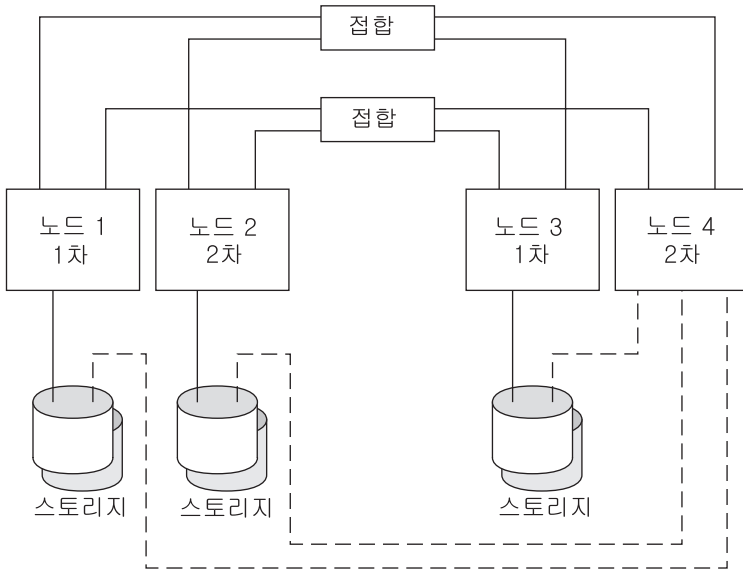 접합
접합
노드 1
1차
노드 2
2차
노드 3
1차
노드 4
2차
스토리지
스토리지
스토리지